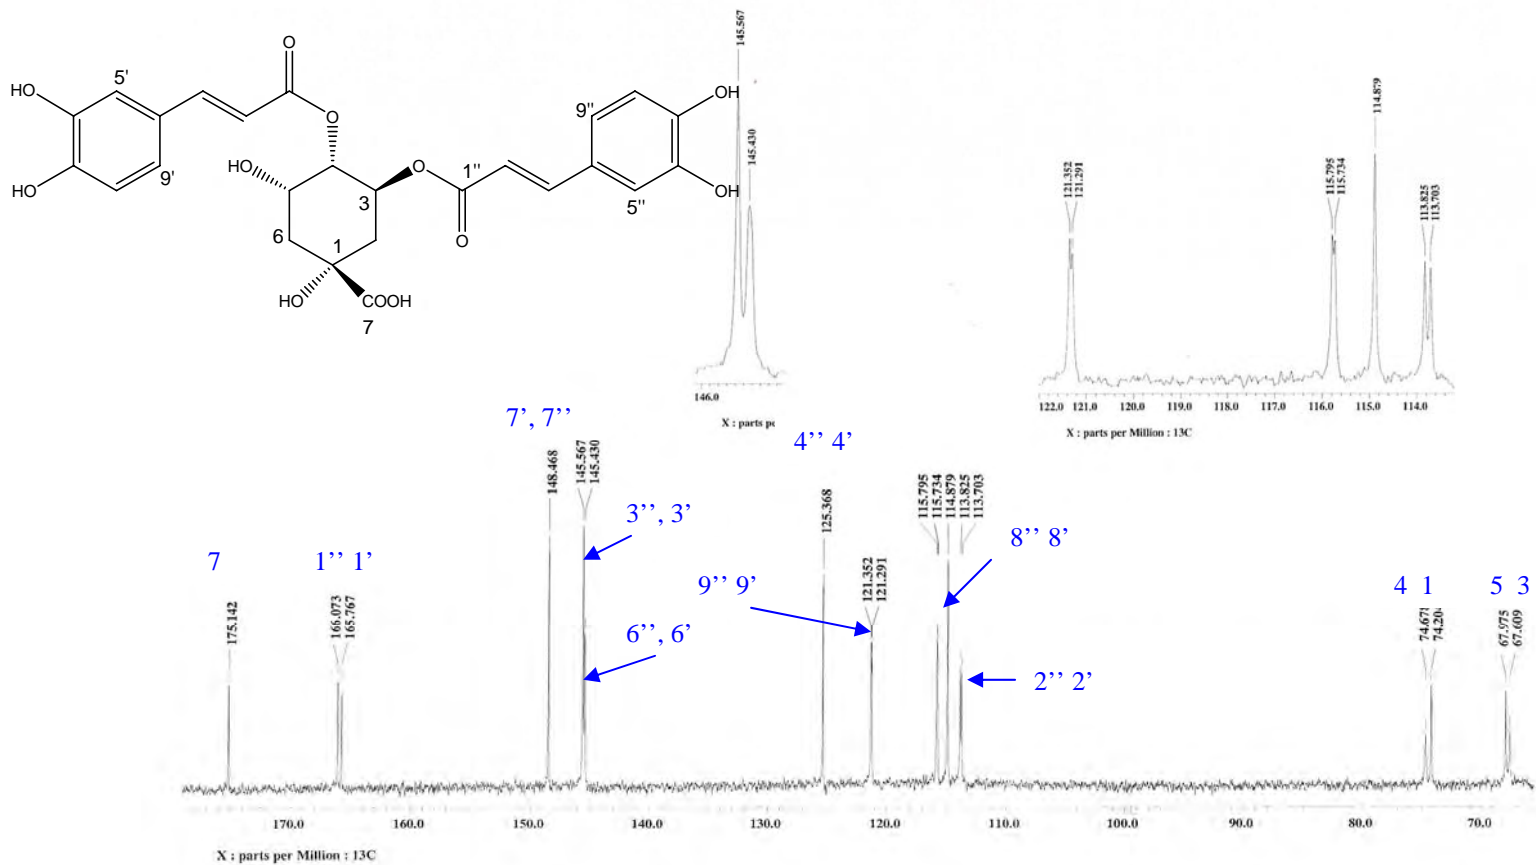 O
HO
5'
9''
OH
O
HO
9'
HO
O
1''
OH
3
5''
6
1
O
HO
COOH
7
145.567
145.430
146.0
X : parts pe
121.352
121.291
115.795
115.734
114.879
113.825
113.703
122.0 121.0 120.0 119.0 118.0 117.0 116.0 115.0 114.0
X : parts per Million : 13C
7', 7''
4'' 4'
148.468
145.567
145.430
3'', 3'
125.368
115.795
115.734
114.879
113.825
113.703
8'' 8'
7
1'' 1'
9'' 9'
121.352
121.291
4 1
5 3
175.142
166.073
165.767
6'', 6'
2'' 2'
74.20
67.975
67.609
170.0 160.0 150.0 140.0 130.0 120.0 110.0 100.0 90.0 80.0 70.0
X : parts per Million : 13C